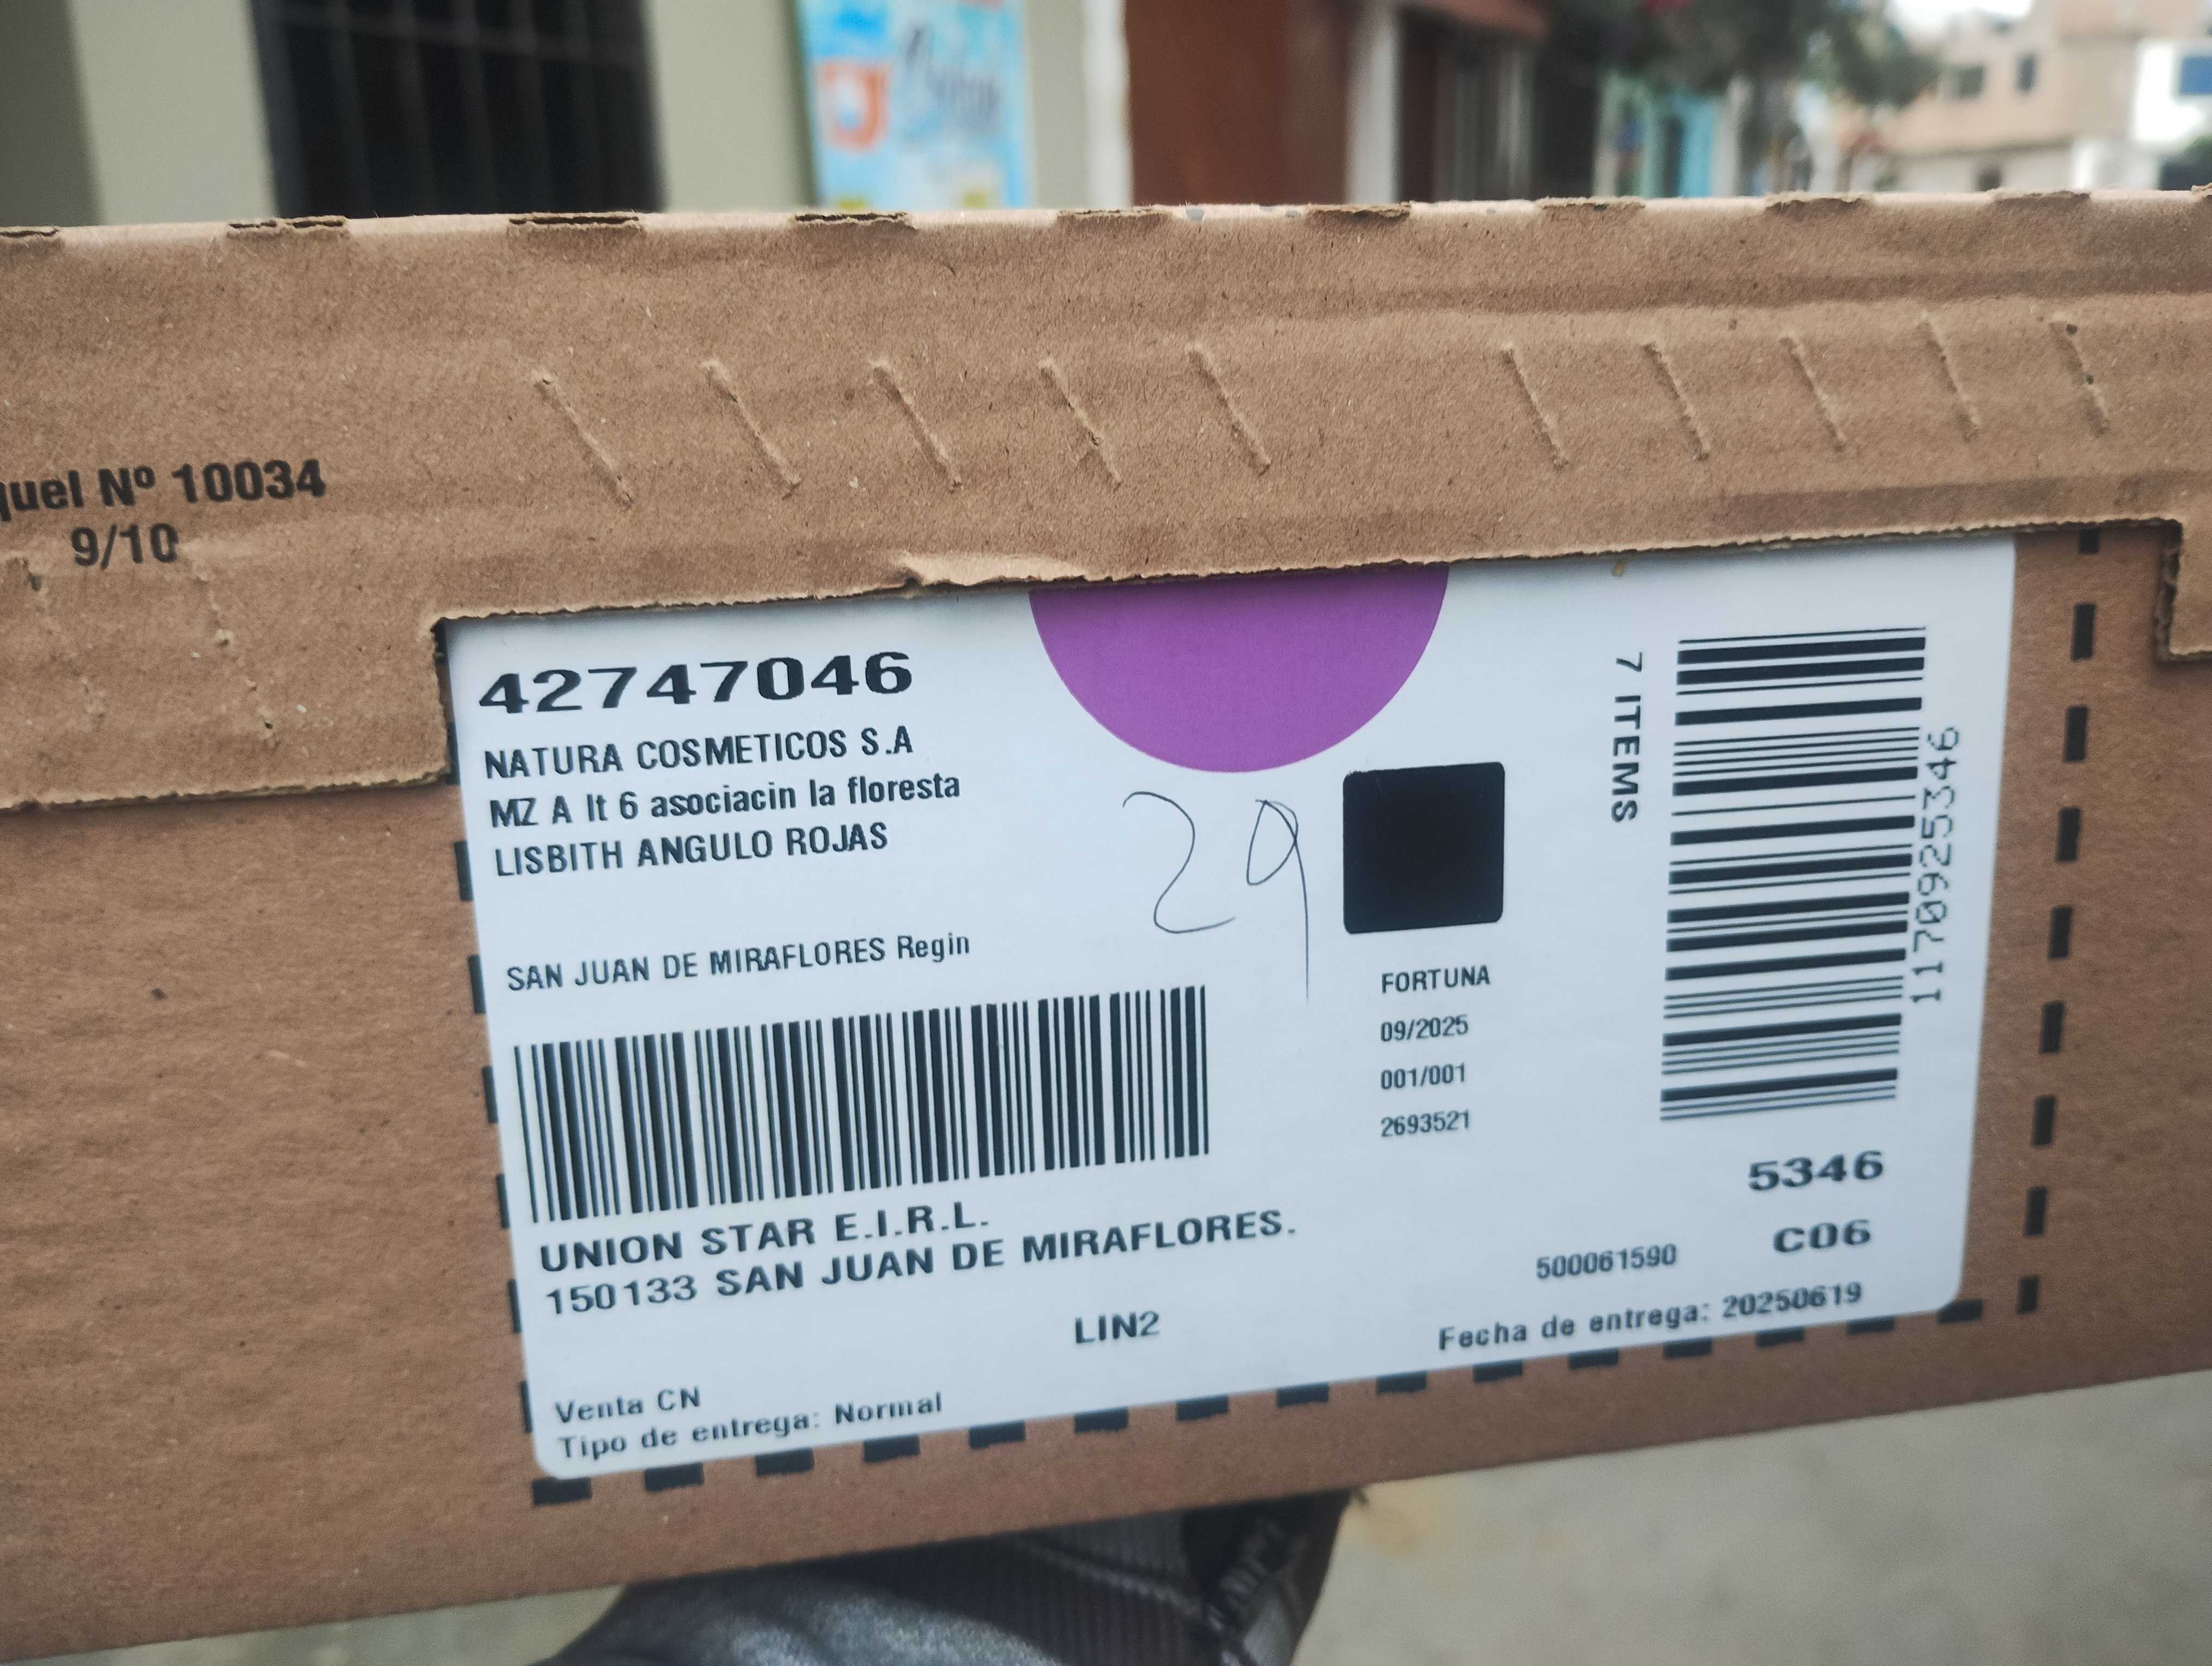 Nº 10034
9/10
42747046
NATURA COSMETICOS S.A
MZ A lt 6 asociacin la floresta
LISBITH ANGULO ROJAS
SAN JUAN DE MIRAFLORES Regin
29
7 ITEMS
1170925346
FORTUNA
09/2025
001/001
2693521
UNION STAR E.I.R.L.
150133 SAN JUAN DE MIRAFLORES.
LIN2
5346
C06
500061590
Fecha de entrega: 20250619
Venta CN
Tipo de entrega: Normal